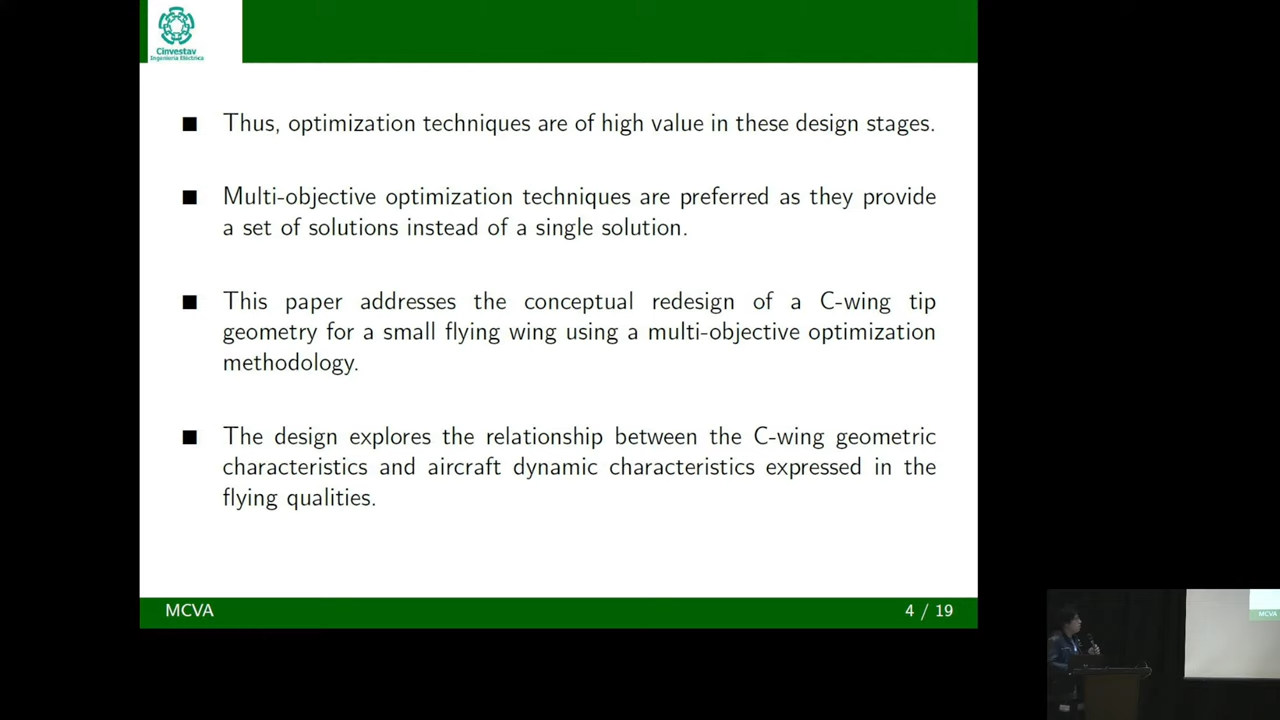 Cinvestav
Ingeniería Eléctrica
Thus, optimization techniques are of high value in these design stages.
Multi-objective optimization techniques are preferred as they provide
a set of solutions instead of a single solution.
This paper addresses the conceptual redesign of a C-wing tip
geometry for a small flying wing using a multi-objective optimization
methodology.
The design explores the relationship between the C-wing geometric
characteristics and aircraft dynamic characteristics expressed in the
flying qualities.
MCVA
4 / 19
MCVA